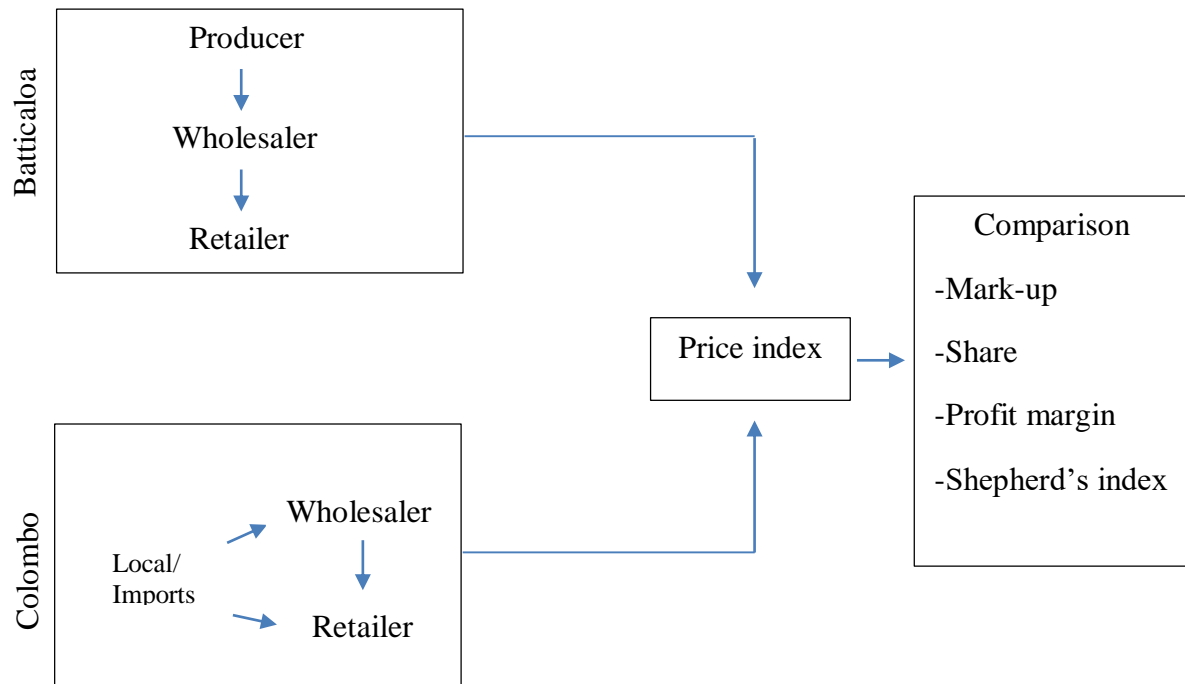 Batticaloa
Producer
Wholesaler
Retailer
Colombo
Local/
Imports
Wholesaler
Retailer
Price index
Comparison
-Mark-up
-Share
-Profit margin
-Shepherd’s index